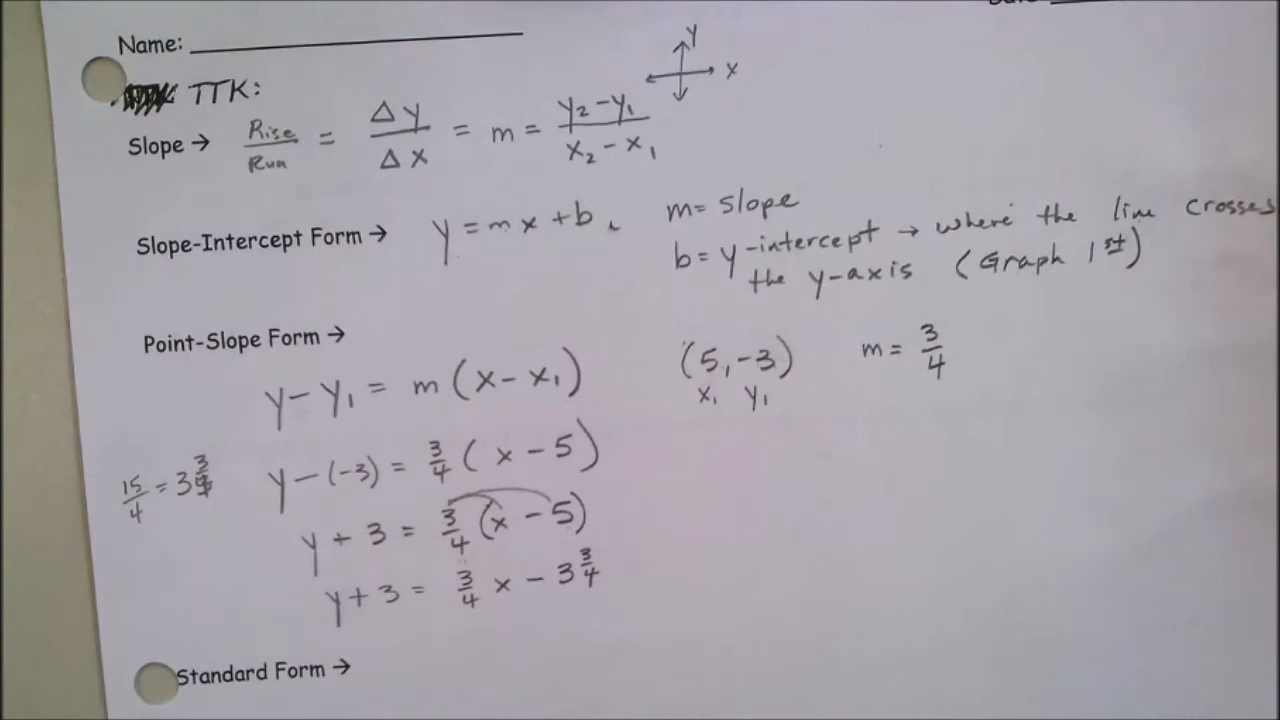 Name: ___
TTK:
Y
X
Slope → Rise/Run = Δy/Δx = m = y₂-y₁/x₂-x₁
Slope-Intercept Form → y = mx+b, m= slope
b= y-intercept → where the line crosses
the y-axis (Graph 1st)
Point-Slope Form →
y-y₁ = m(x-x₁) (5,-3) m= 3/4
x₁ y₁
y-(-3) = 3/4(x-5)
15/4 = 3 3/4
y+3 = 3/4(x-5)
y+3 = 3/4 x - 3 3/4
Standard Form →